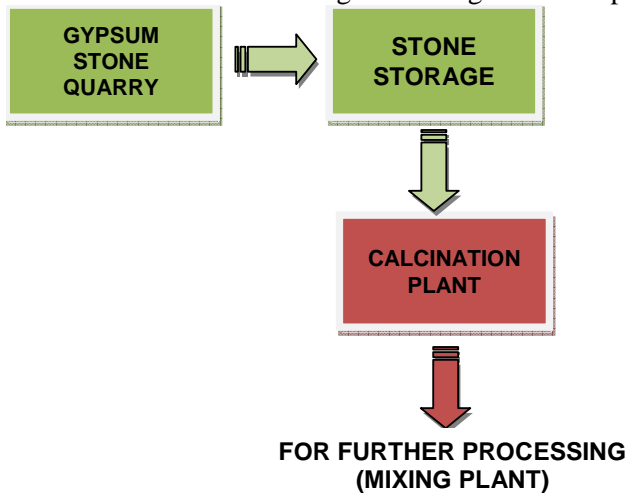 GYPSUM
STONE
QUARRY
STONE
STORAGE
CALCINATION
PLANT
FOR FURTHER PROCESSING
(MIXING PLANT)